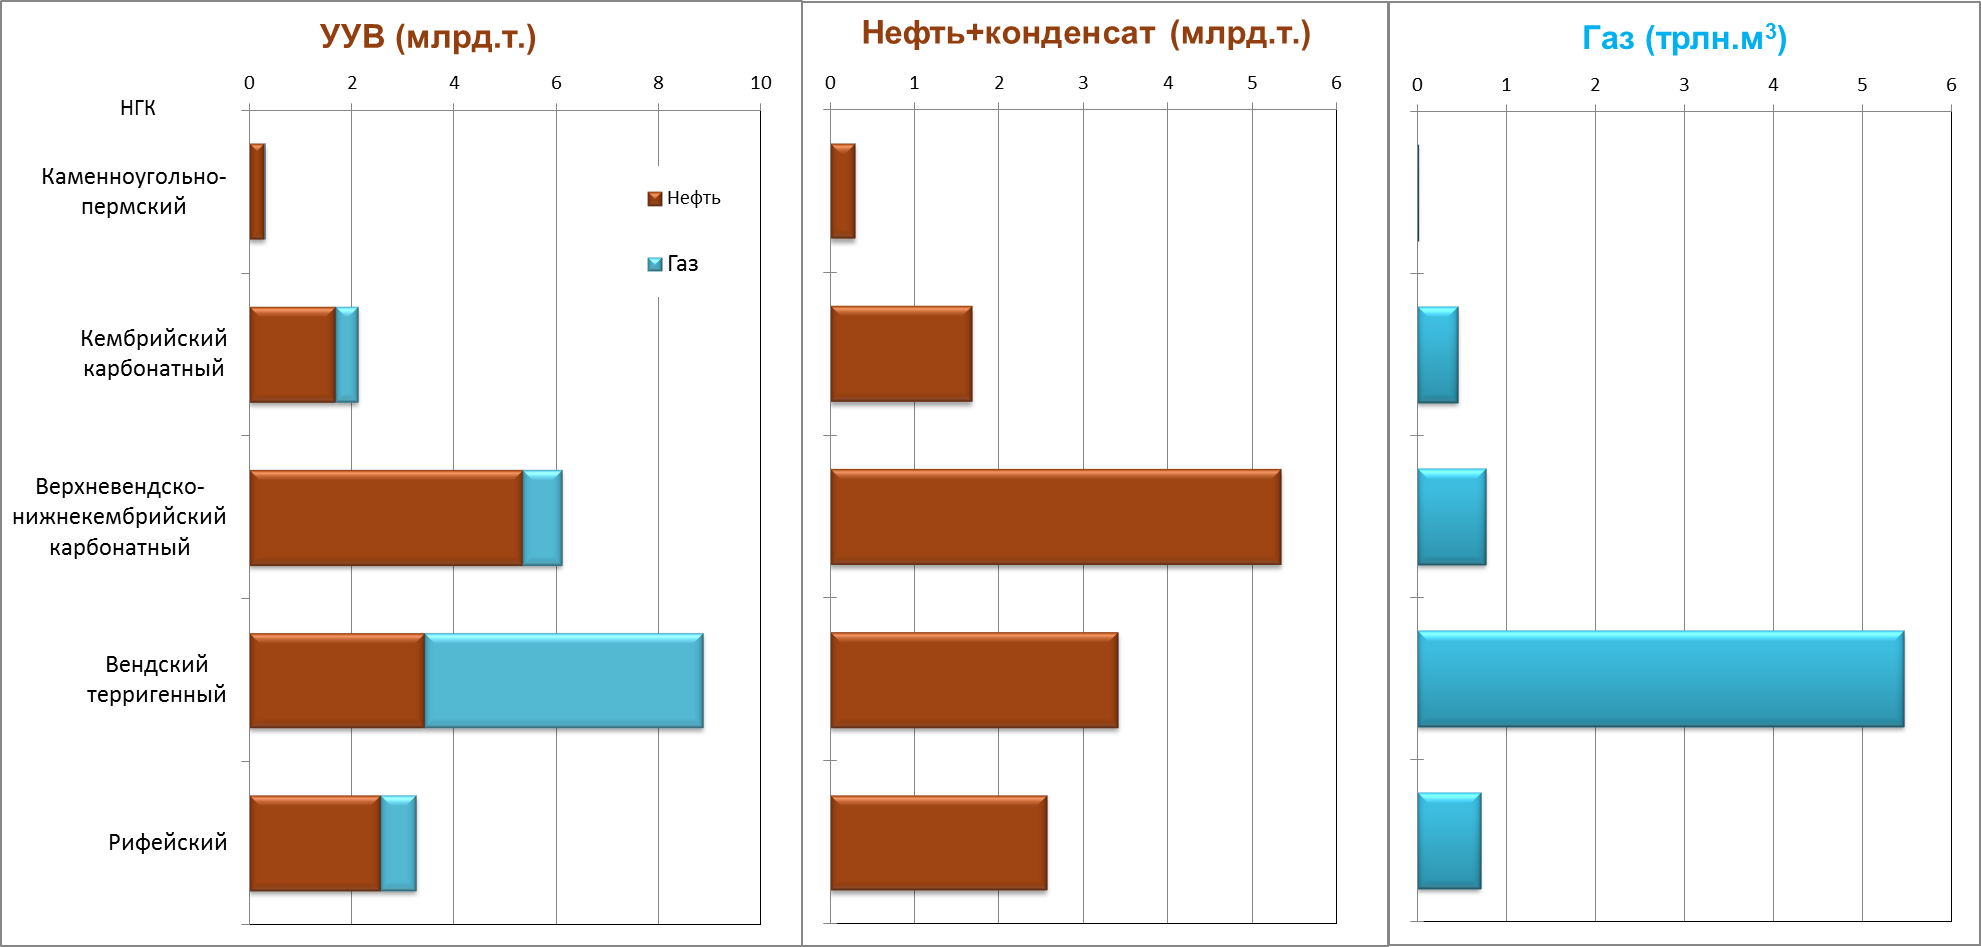 УУВ (млрд.т.)
0 2 4 6 8 10
НГК
Каменноугольно-
пермский
Кембрийский
карбонатный
Верхневендско-
нижнекембрийский
карбонатный
Вендский
терригенный
Рифейский
Нефть
Газ
Нефть+конденсат (млрд.т.)
0 1 2 3 4 5 6
Газ (трлн.м³)
0 1 2 3 4 5 6